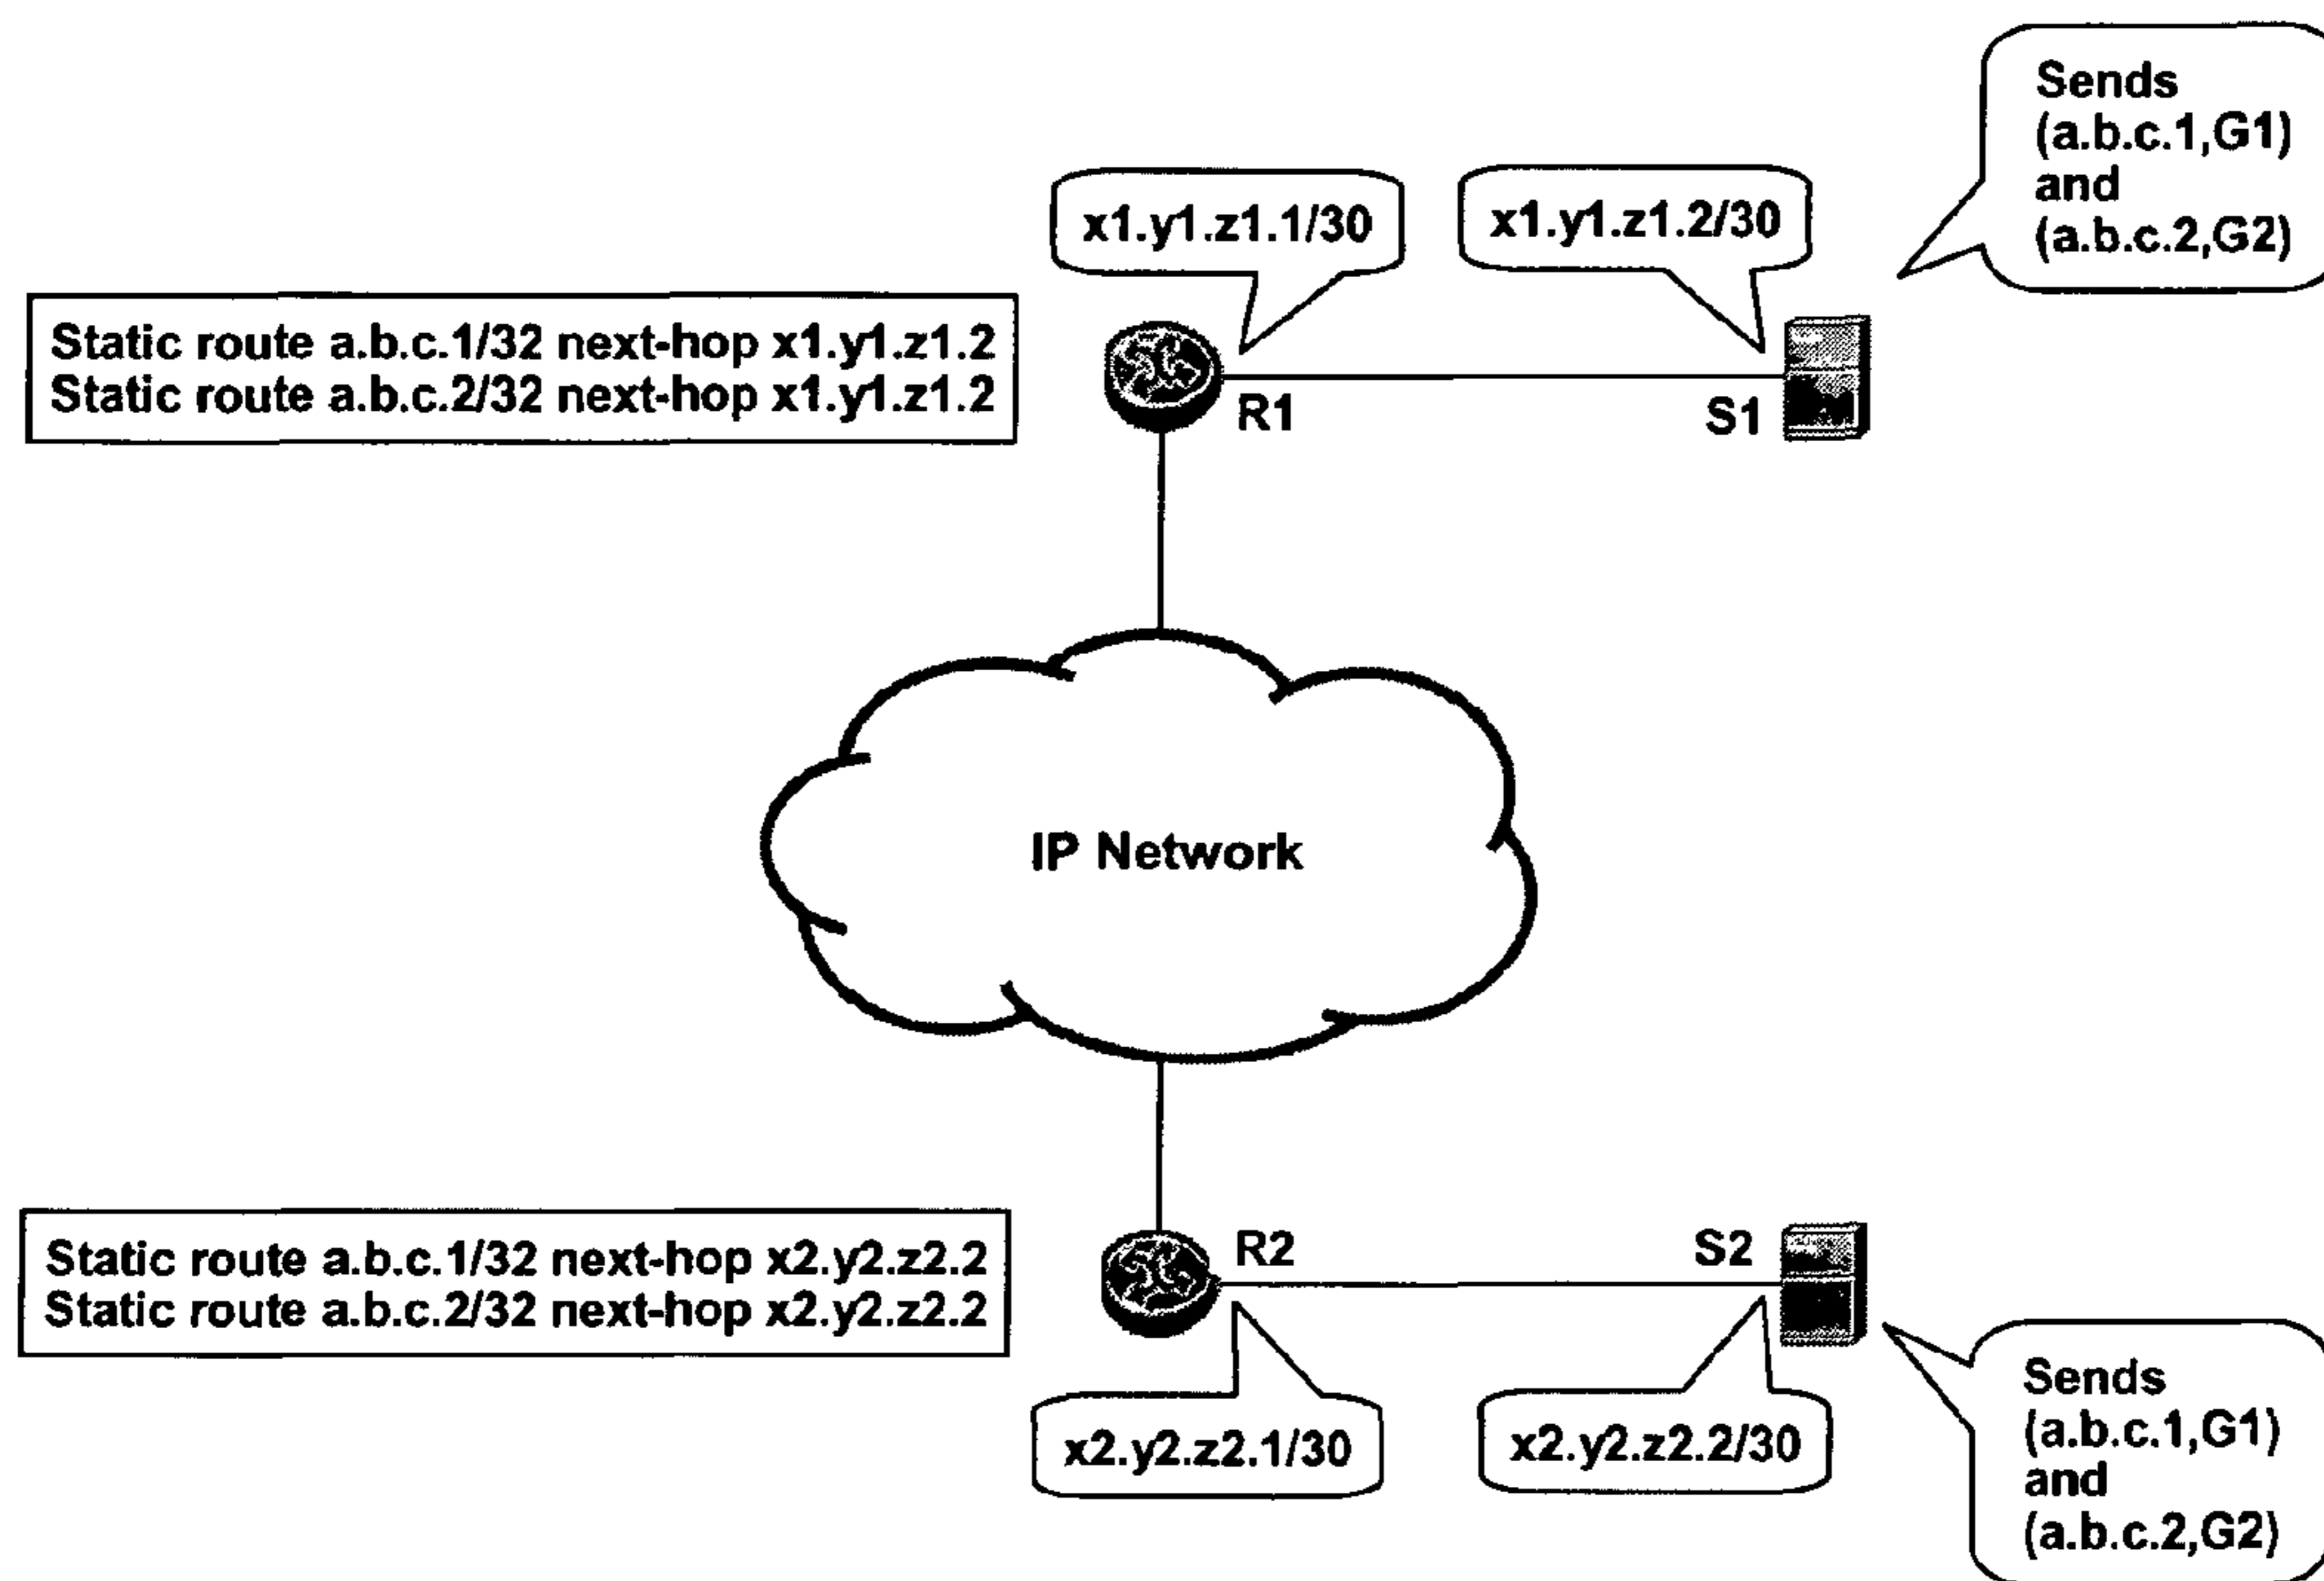 Sends
(a.b.c.1,G1)
and
(a.b.c.2,G2)
x1.y1.z1.1/30
x1.y1.z1.2/30
Static route a.b.c.1/32 next-hop x1.y1.z1.2
Static route a.b.c.2/32 next-hop x1.y1.z1.2
R1
S1
IP Network
R2
S2
Static route a.b.c.1/32 next-hop x2.y2.z2.2
Static route a.b.c.2/32 next-hop x2.y2.z2.2
x2.y2.z2.1/30
x2.y2.z2.2/30
Sends
(a.b.c.1,G1)
and
(a.b.c.2,G2)